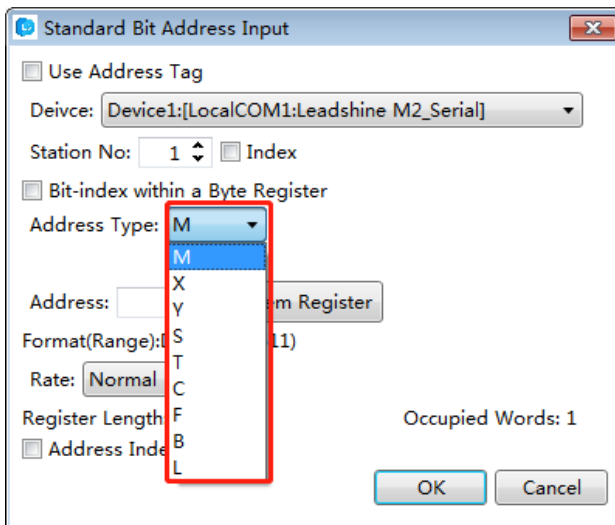 Standard Bit Address Input
Use Address Tag
Deivce: Device1:[LocalCOM1:Leadshine M2_Serial]
Station No: 1 Index
Bit-index within a Byte Register
Address Type: M
M
X
Y
S
T
C
F
B
L
Address: Register
Format(Range): 11)
Rate: Normal
Register Length
Occupied Words: 1
Address
OK
Cancel